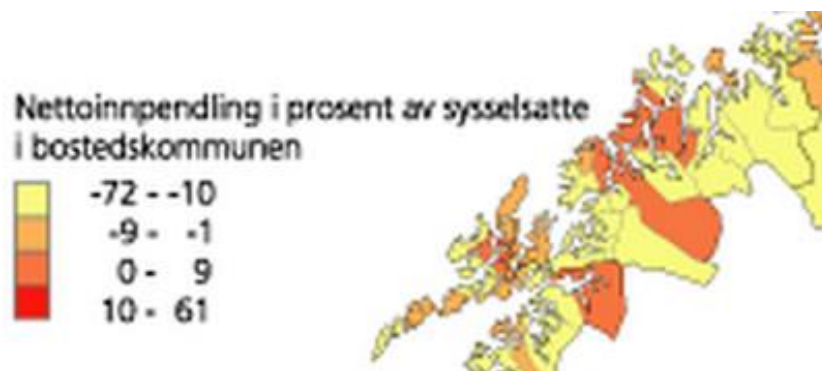 Nettoinnpendling i prosent av sysselsatte
i bostedskommunen
-72 - -10
-9 - -1
0 - 9
10 - 61